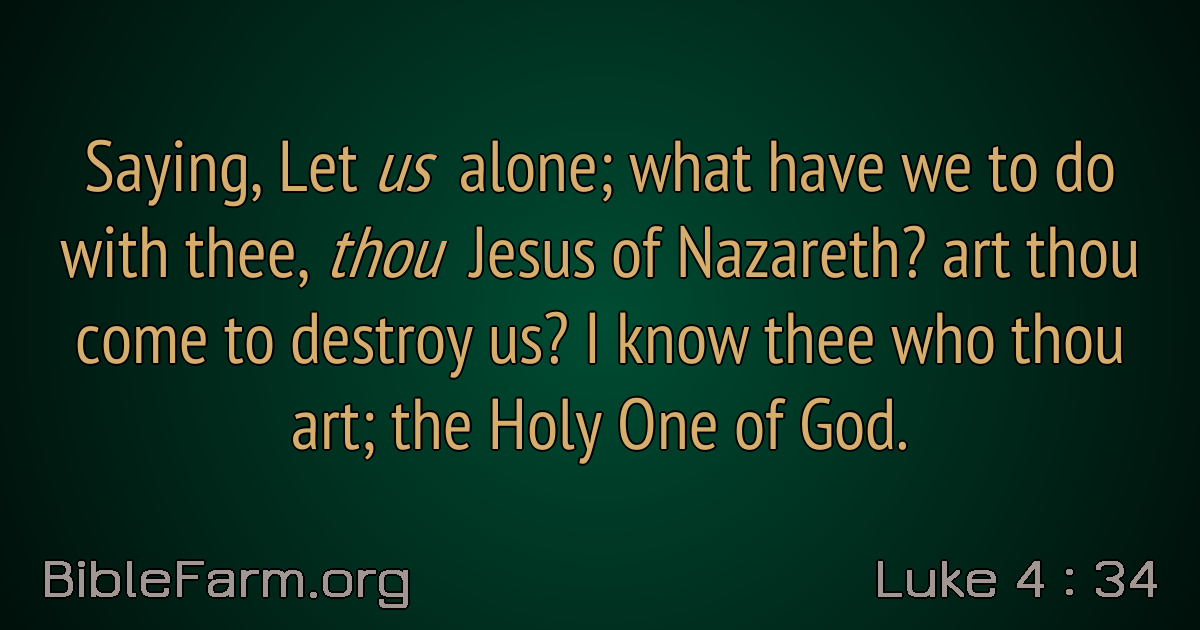 Saying, Let us alone; what have we to do
with thee, thou Jesus of Nazareth? art thou
come to destroy us? I know thee who thou
art; the Holy One of God.
BibleFarm.org
Luke 4 : 34